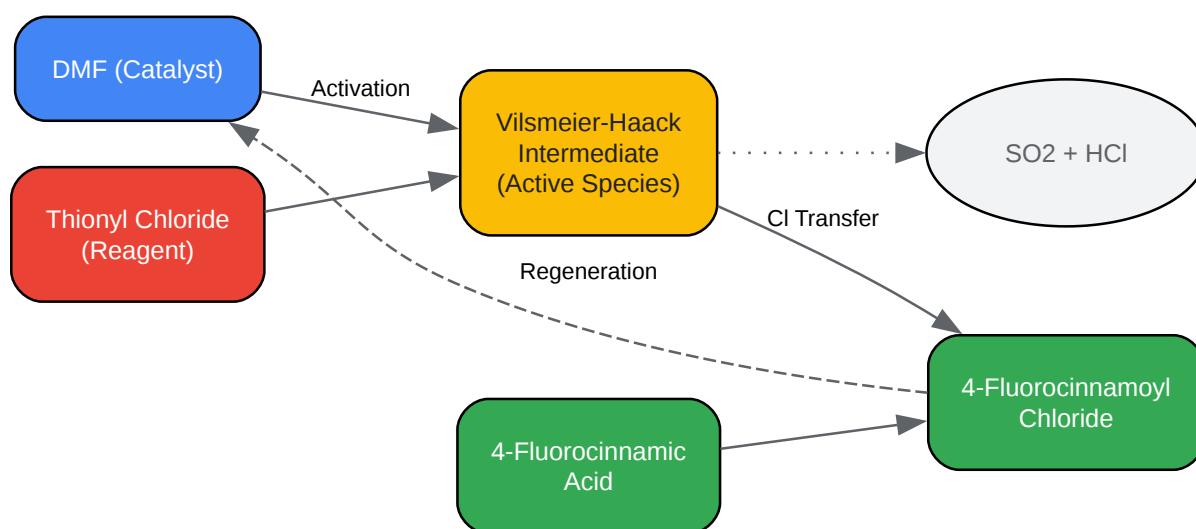 DMF (Catalyst)
Activation
Vilsmeier-Haack
Intermediate
(Active Species)
SO2 + HCl
Thionyl Chloride
(Reagent)
Cl Transfer
Regeneration
4-Fluorocinnamoyl
Chloride
4-Fluorocinnamic
Acid